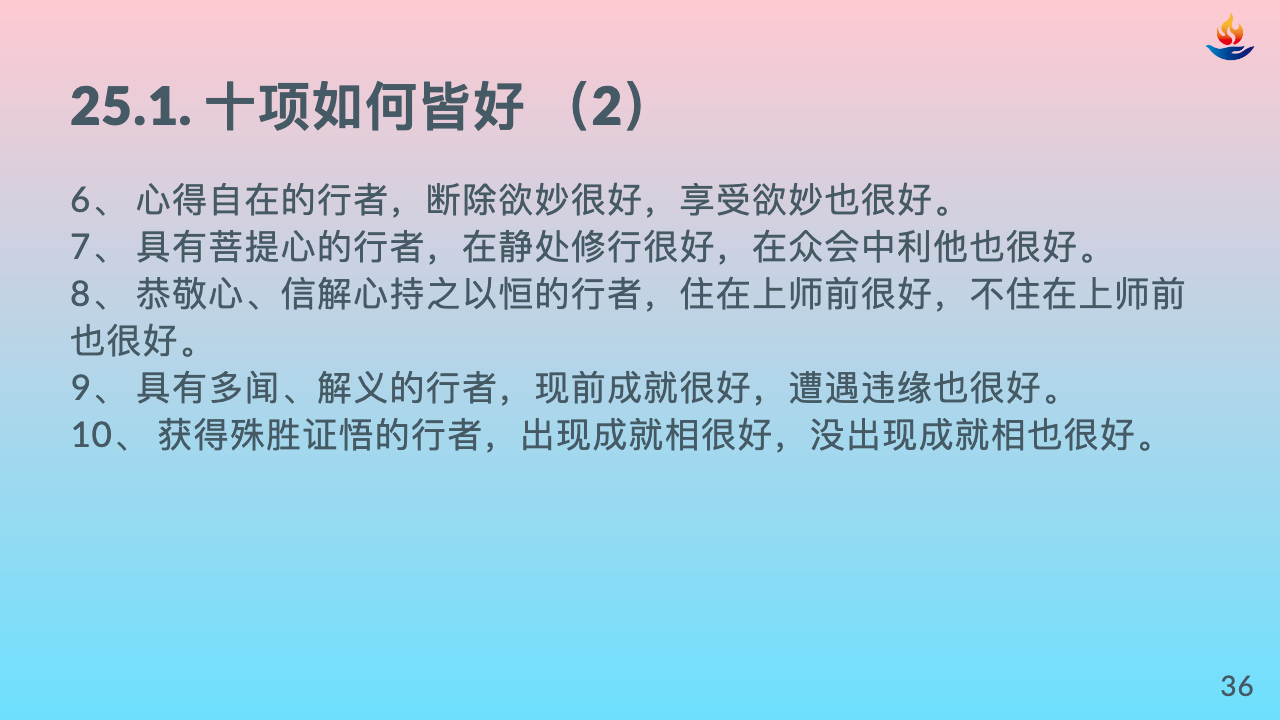 25.1. 十项如何皆好 （2）
6、 心得自在的行者，断除欲妙很好，享受欲妙也很好。
7、 具有菩提心的行者，在静处修行很好，在众会中利他也很好。
8、 恭敬心、信解心持之以恒的行者，住在上师前很好，不住在上师前
也很好。
9、 具有多闻、解义的行者，现前成就很好，遭遇违缘也很好。
10、 获得殊胜证悟的行者，出现成就相很好，没出现成就相也很好。
36